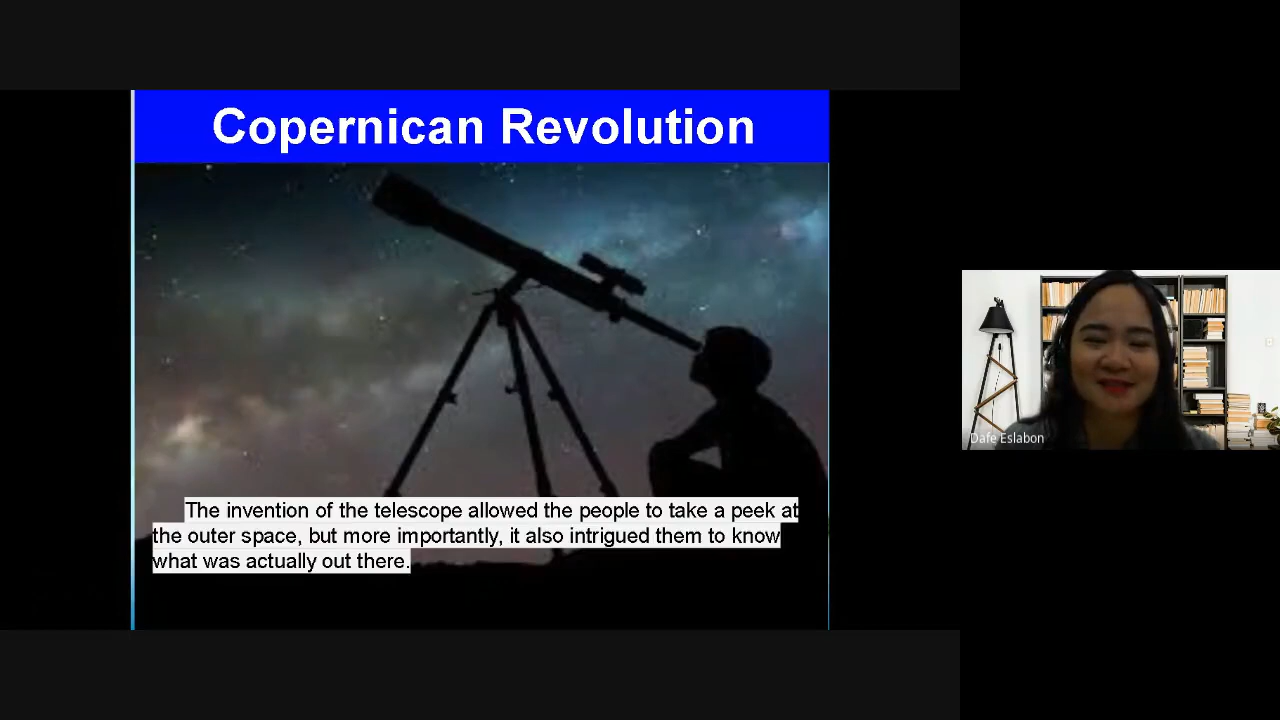 Copernican Revolution
The invention of the telescope allowed the people to take a peek at
the outer space, but more importantly, it also intrigued them to know
what was actually out there.
Dafe Eslabon